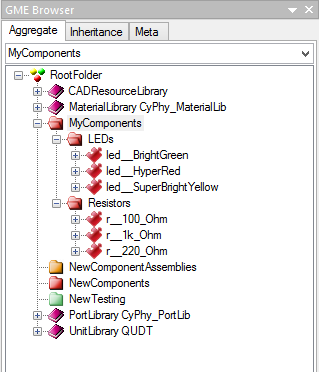 GME Browser
Aggregate Inheritance Meta
MyComponents
RootFolder
CADResourceLibrary
MaterialLibrary CyPhy_MaterialLib
MyComponents
LEDs
led__BrightGreen
led__HyperRed
led__SuperBrightYellow
Resistors
r__100_Ohm
r__1k_Ohm
r__220_Ohm
NewComponentAssemblies
NewComponents
NewTesting
PortLibrary CyPhy_PortLib
UnitLibrary QUDT